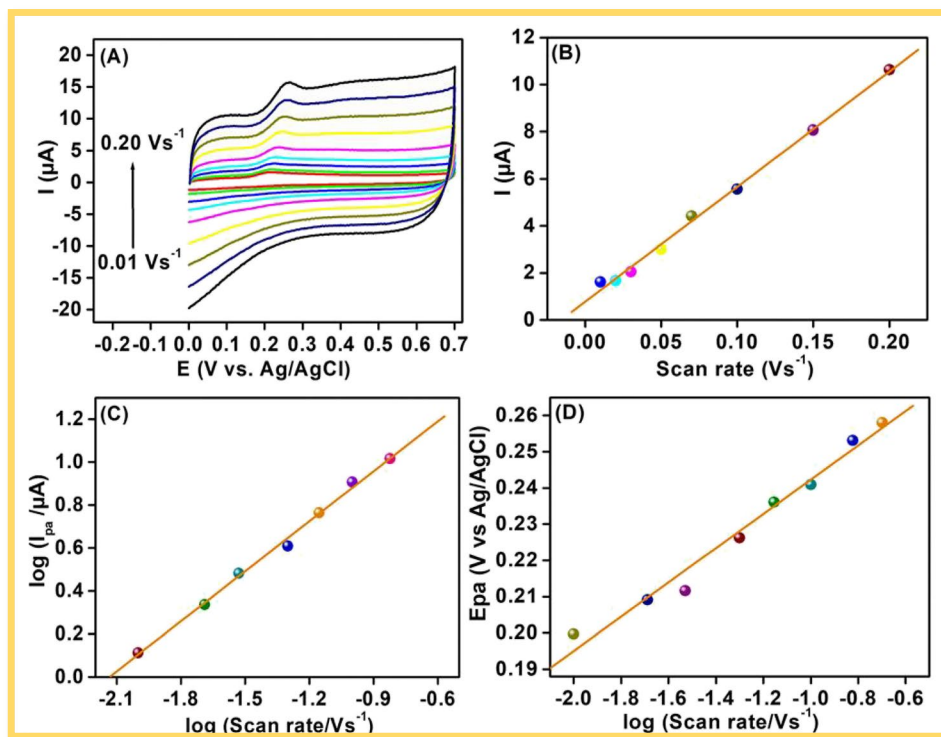 (A)
I (µA)
20
15
10
5
0
-5
-10
-15
-20
0.20 Vs⁻¹
0.01 Vs⁻¹
-0.2 -0.1 0.0 0.1 0.2 0.3 0.4 0.5 0.6 0.7
E (V vs. Ag/AgCl)
(B)
I (µA)
12
10
8
6
4
2
0
0.00 0.05 0.10 0.15 0.20
Scan rate (Vs⁻¹)
(C)
log (Iₚₐ /µA)
1.2
1.0
0.6
0.4
0.2
0.0
-2.1 -1.8 -1.5 -1.2 -0.9 -0.6
log (Scan rate/Vs⁻¹)
(D)
Epa (V vs Ag/AgCl)
0.26
0.25
0.24
0.23
0.21
0.20
0.19
-2.0 -1.8 -1.6 -1.4 -1.2 -1.0 -0.8 -0.6
log (Scan rate/Vs⁻¹)